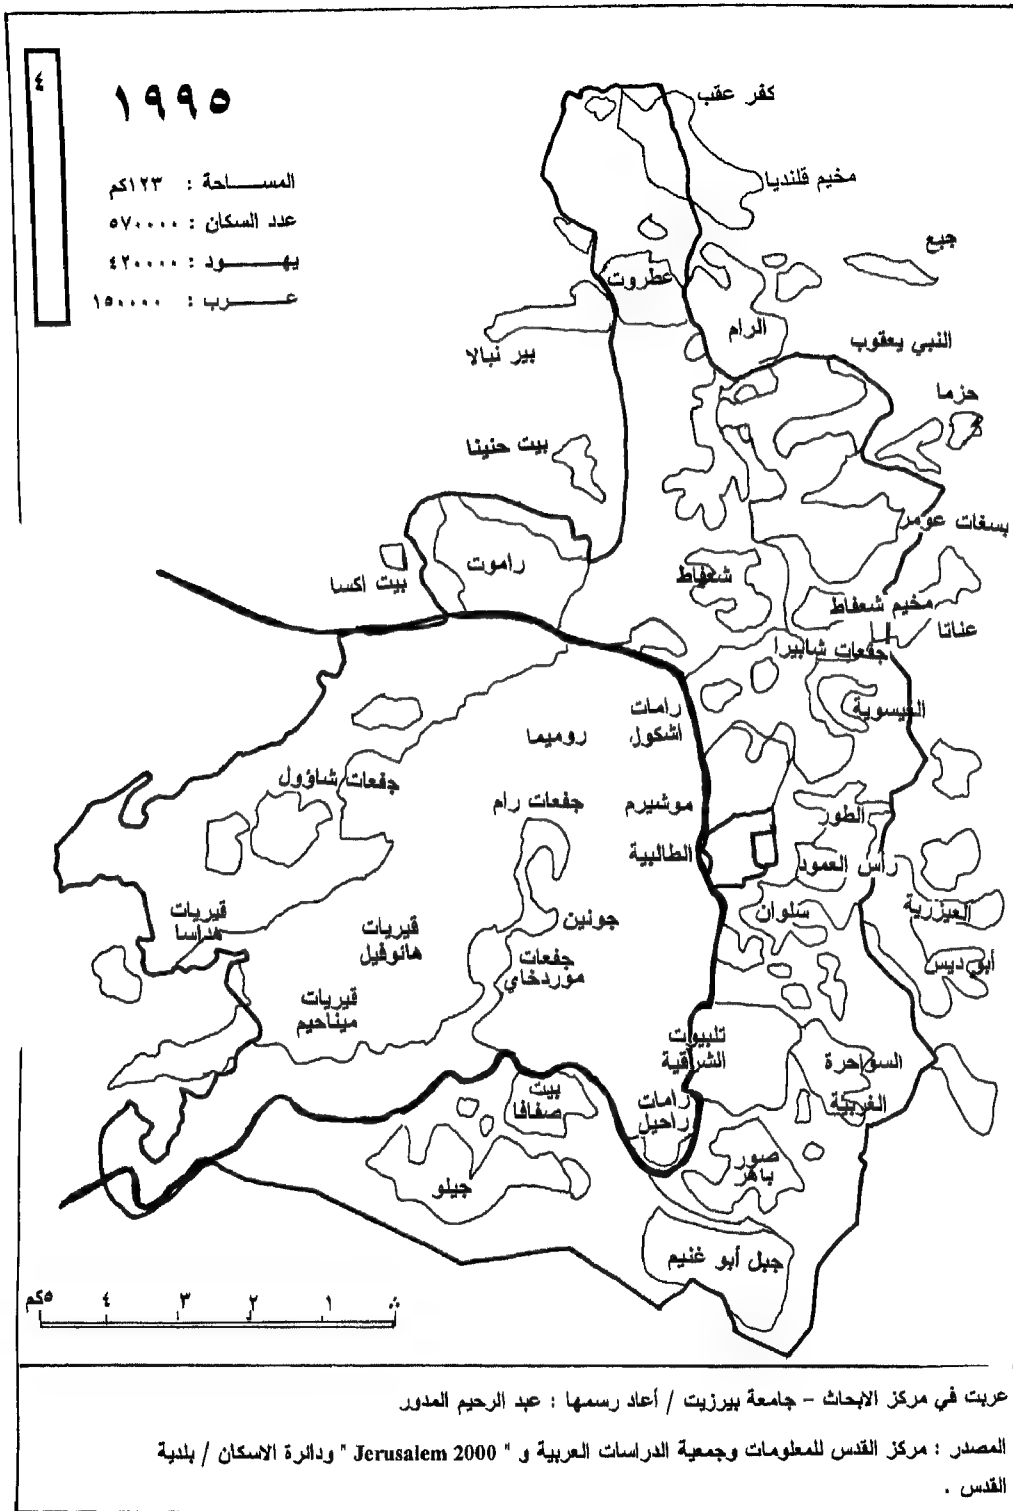 ٤
١٩٩٥
المساحة : ١٢٣كم
عدد السكان : ٥٧٠٠٠٠
يهود : ٤٢٠٠٠٠
عرب : ١٥٠٠٠٠
كفر عقب
مخيم قلنديا
جبع
عطروت
الرام
بير نبالا
النبي يعقوب
حزما
بيت حنينا
بسغات عومر
راموت
شعفاط
بيت اكسا
مخيم شعفاط
عناتا
جفعات شابيرا
العيسوية
رامات
اشكول
روميما
جفعات شاؤول
جفعات رام
موشيرم
الطور
الطالبية
راس العمود
العيزرية
سلوان
قيريات
هداسا
قيريات
هانوفيل
جونين
جفعات
موردخاي
أبو ديس
قيريات
ميناحيم
تلبيوت
الشراقية
السواحرة
الغربية
بيت
صفافا
رامات
راحيل
صور
باهر
جيلو
جبل أبو غنيم
٥كم ٤ ٣ ٢ ١
عربت في مركز الابحاث – جامعة بيرزيت / أعاد رسمها : عبد الرحيم المدور
المصدر : مركز القدس للمعلومات وجمعية الدراسات العربية و " Jerusalem 2000 " ودائرة الاسكان / بلدية
القدس .